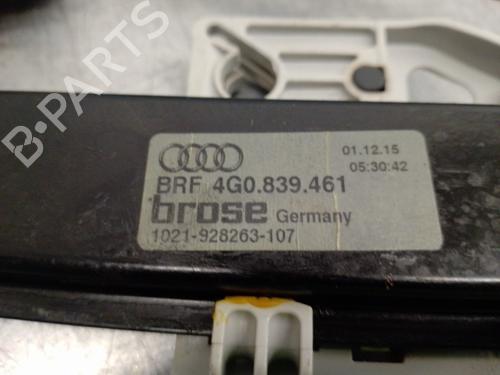 B-PARTS
01.12.15
05:30:42
BRF 4G0.839.461
brose Germany
1021-928263-107